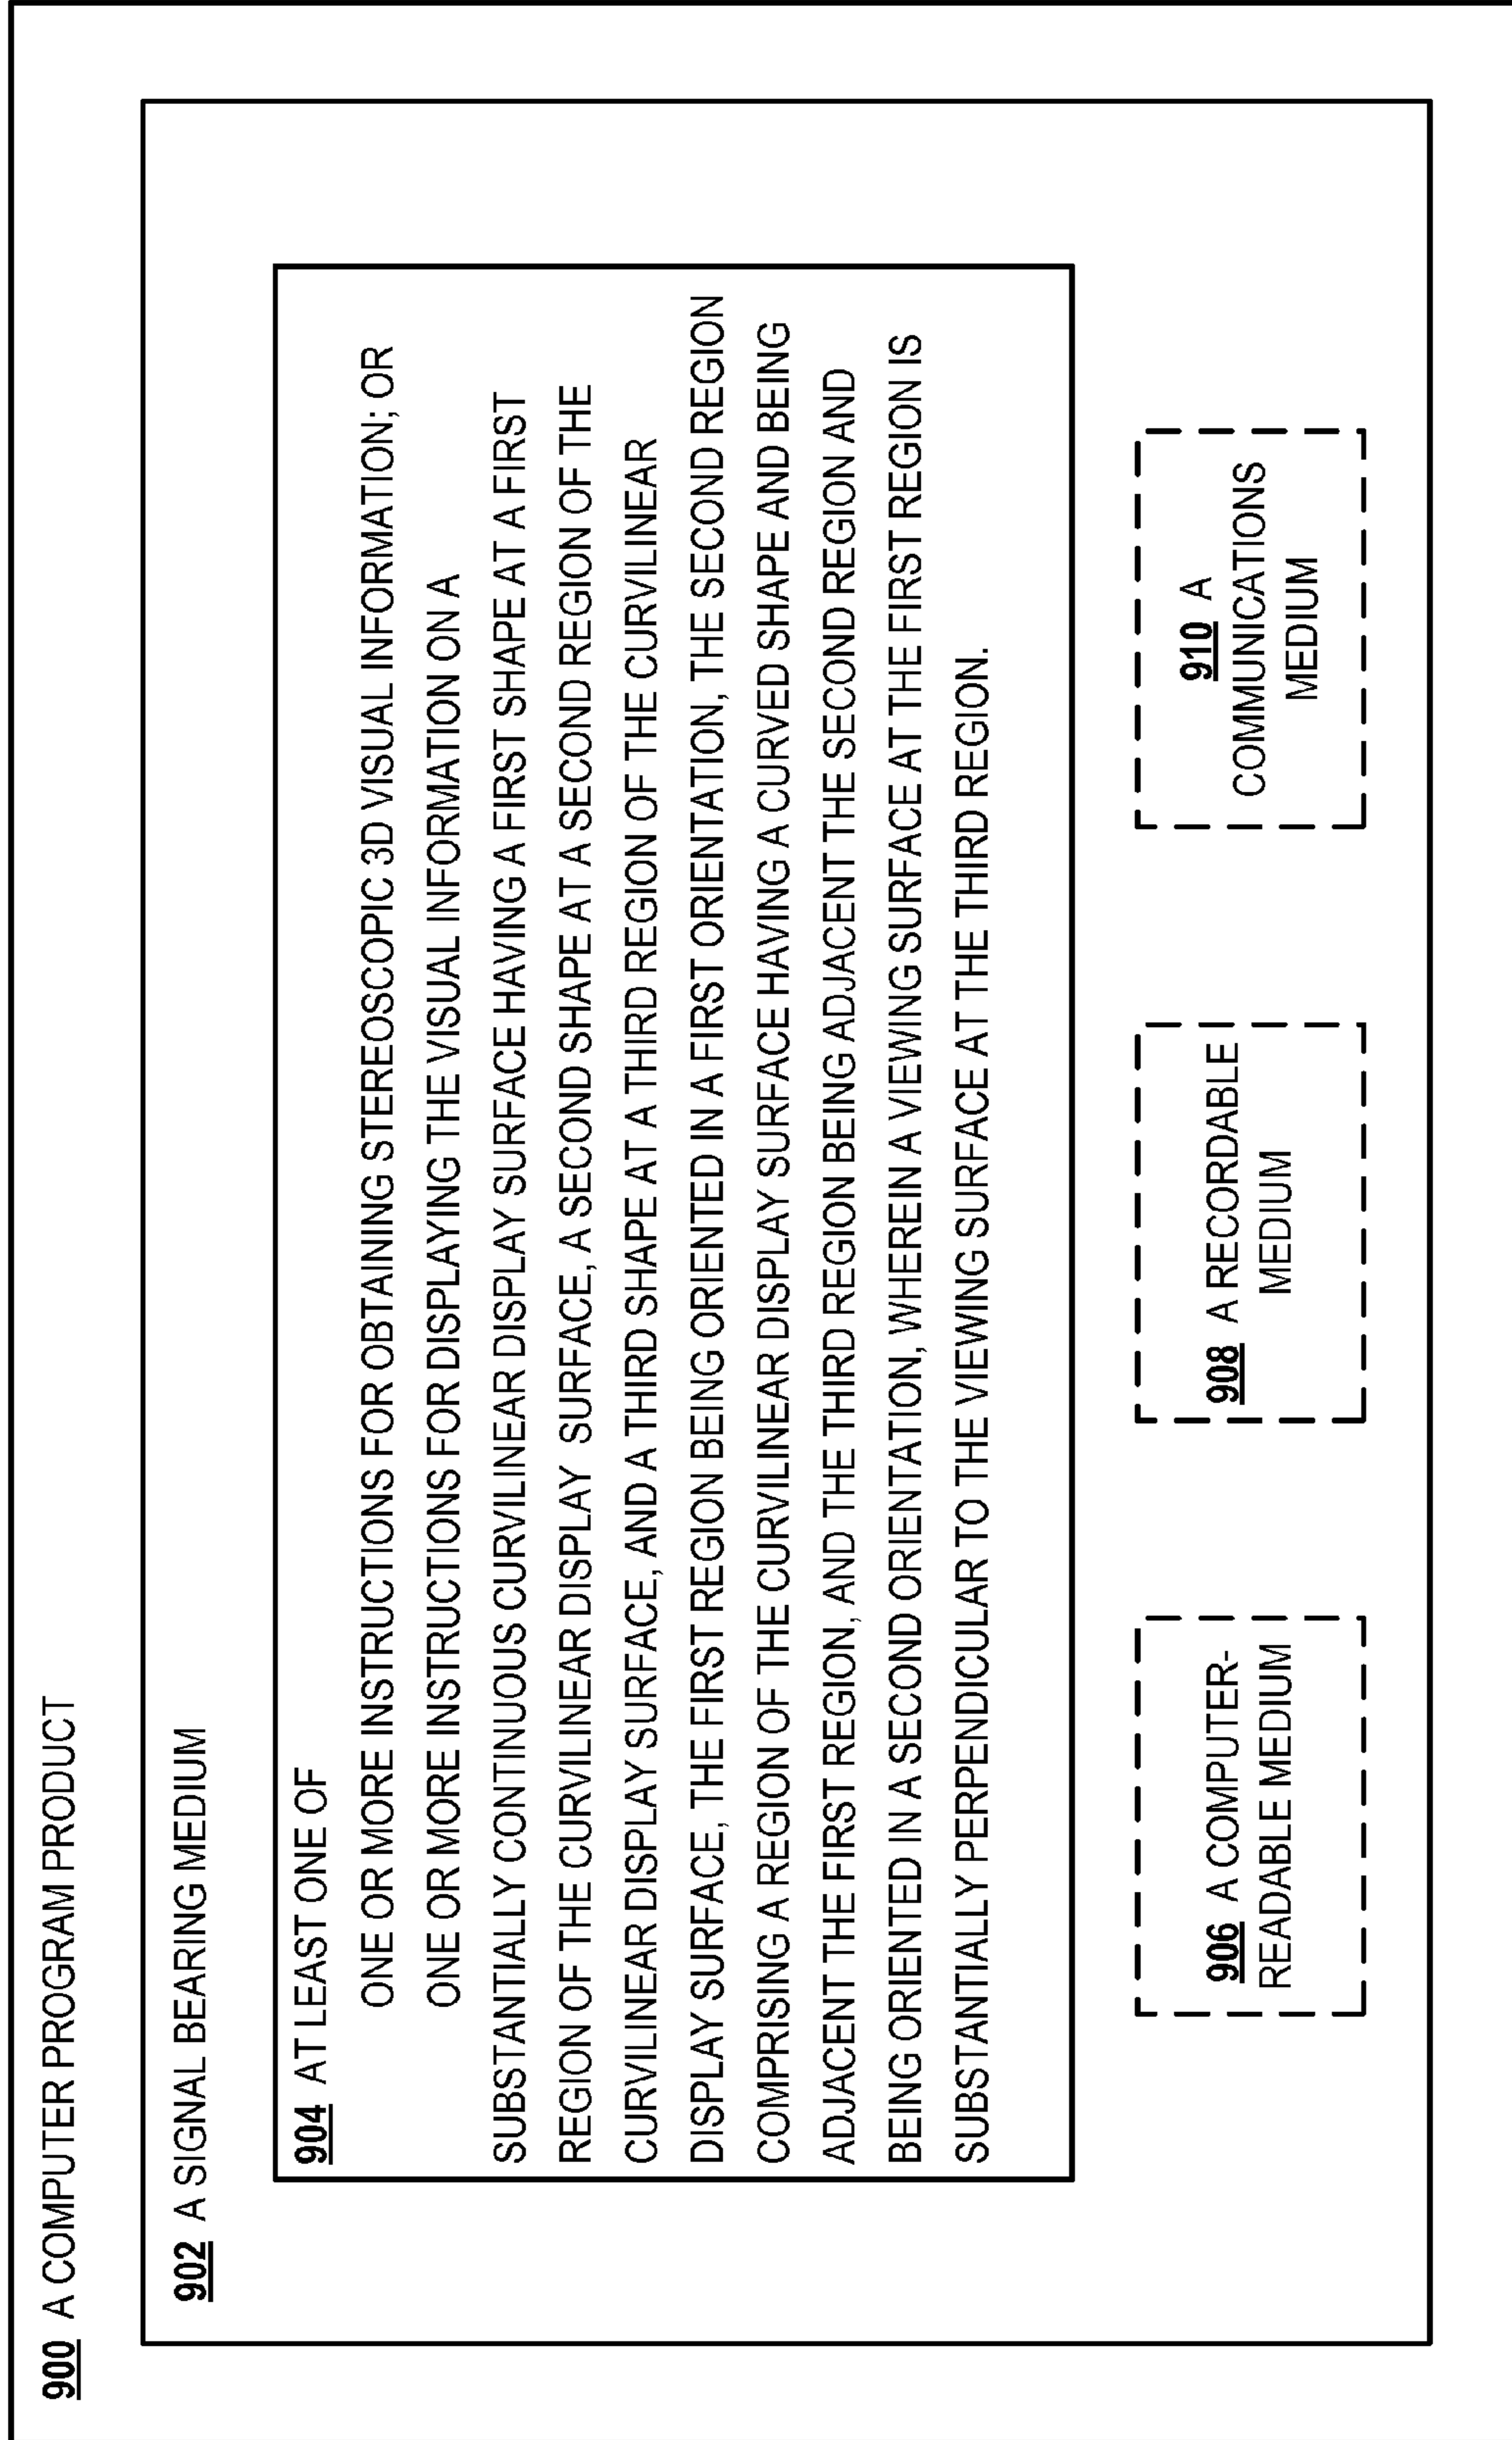 900 A COMPUTER PROGRAM PRODUCT
902 A SIGNAL BEARING MEDIUM
904 AT LEAST ONE OF
ONE OR MORE INSTRUCTIONS FOR OBTAINING STEREOSCOPIC 3D VISUAL INFORMATION; OR
ONE OR MORE INSTRUCTIONS FOR DISPLAYING THE VISUAL INFORMATION ON A
SUBSTANTIALLY CONTINUOUS CURVILINEAR DISPLAY SURFACE HAVING A FIRST SHAPE AT A FIRST
REGION OF THE CURVILINEAR DISPLAY SURFACE, A SECOND SHAPE AT A SECOND REGION OF THE
CURVILINEAR DISPLAY SURFACE, AND A THIRD SHAPE AT A THIRD REGION OF THE CURVILINEAR
DISPLAY SURFACE, THE FIRST REGION BEING ORIENTED IN A FIRST ORIENTATION, THE SECOND REGION
COMPRISING A REGION OF THE CURVILINEAR DISPLAY SURFACE HAVING A CURVED SHAPE AND BEING
ADJACENT THE FIRST REGION, AND THE THIRD REGION BEING ADJACENT THE SECOND REGION AND
BEING ORIENTED IN A SECOND ORIENTATION, WHEREIN A VIEWING SURFACE AT THE FIRST REGION IS
SUBSTANTIALLY PERPENDICULAR TO THE VIEWING SURFACE AT THE THIRD REGION.
906 A COMPUTER-
READABLE MEDIUM
908 A RECORDABLE
MEDIUM
910 A
COMMUNICATIONS
MEDIUM